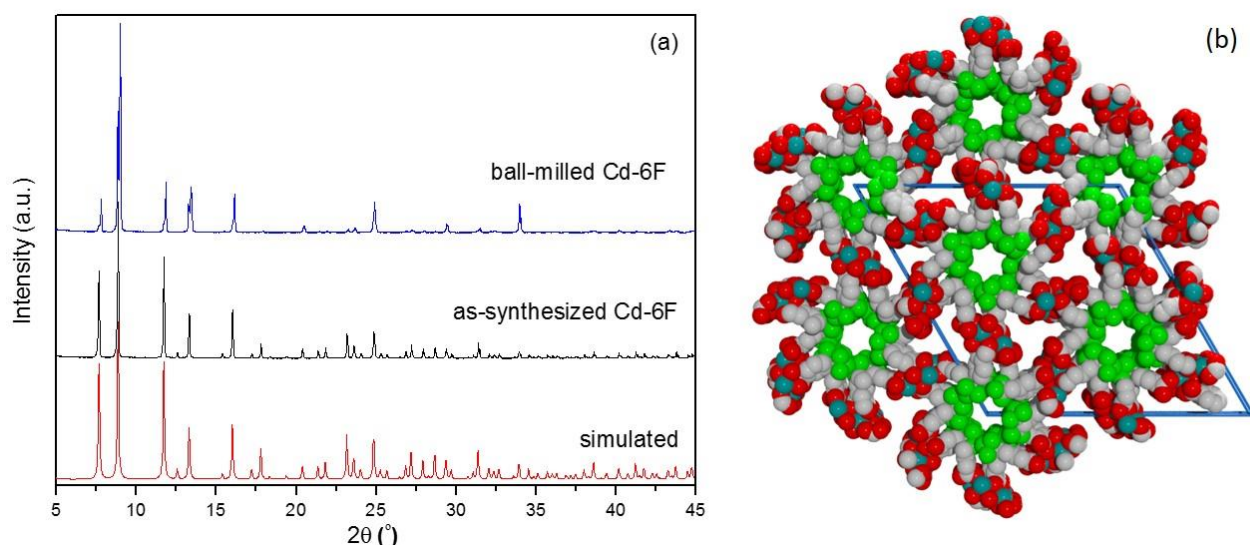 (a)
(b)
ball-milled Cd-6F
as-synthesized Cd-6F
simulated
Intensity (a.u.)
5 10 15 20 25 30 35 40 45
2θ (°)